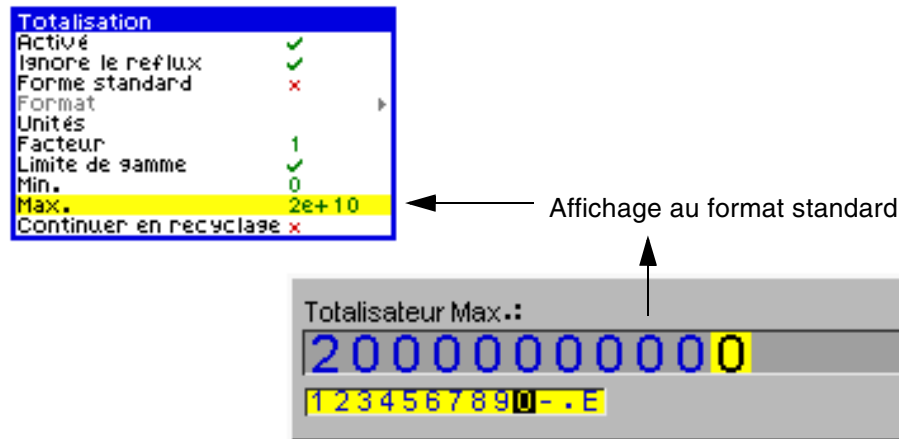 Totalisation
Activé ✓
Ignore le reflux ✓
Forme standard ×
Format
Unités
Facteur 1
Limite de gamme ✓
Min. 0
Max. 2e+10
Continuer en recyclage ×
Affichage au format standard
Totalisateur Max.:
20000000000
1234567890-.E